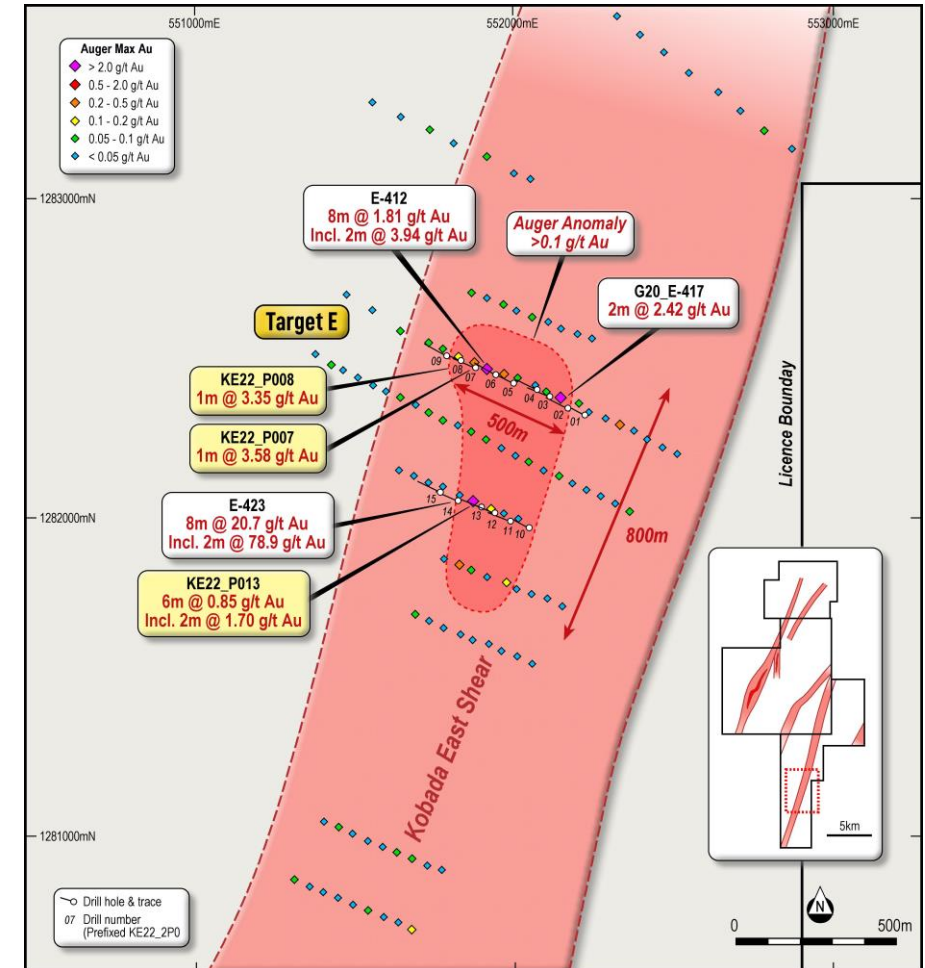 551000mE
552000mE
553000mE
Auger Max Au
> 2.0 g/t Au
0.5 - 2.0 g/t Au
0.2 - 0.5 g/t Au
0.1 - 0.2 g/t Au
0.05 - 0.1 g/t Au
< 0.05 g/t Au
1283000mN
E-412
8m @ 1.81 g/t Au
Incl. 2m @ 3.94 g/t Au
Auger Anomaly
>0.1 g/t Au
G20_E-417
2m @ 2.42 g/t Au
Target E
09
08
07
06
05
04
03
02
01
KE22_P008
1m @ 3.35 g/t Au
500m
KE22_P007
1m @ 3.58 g/t Au
Licence Bounday
E-423
8m @ 20.7 g/t Au
Incl. 2m @ 78.9 g/t Au
15
14
13
12
11
10
1282000mN
800m
KE22_P013
6m @ 0.85 g/t Au
Incl. 2m @ 1.70 g/t Au
Kobada East Shear
5km
1281000mN
Drill hole & trace
07 Drill number
(Prefixed KE22_2P0
N
0
500m